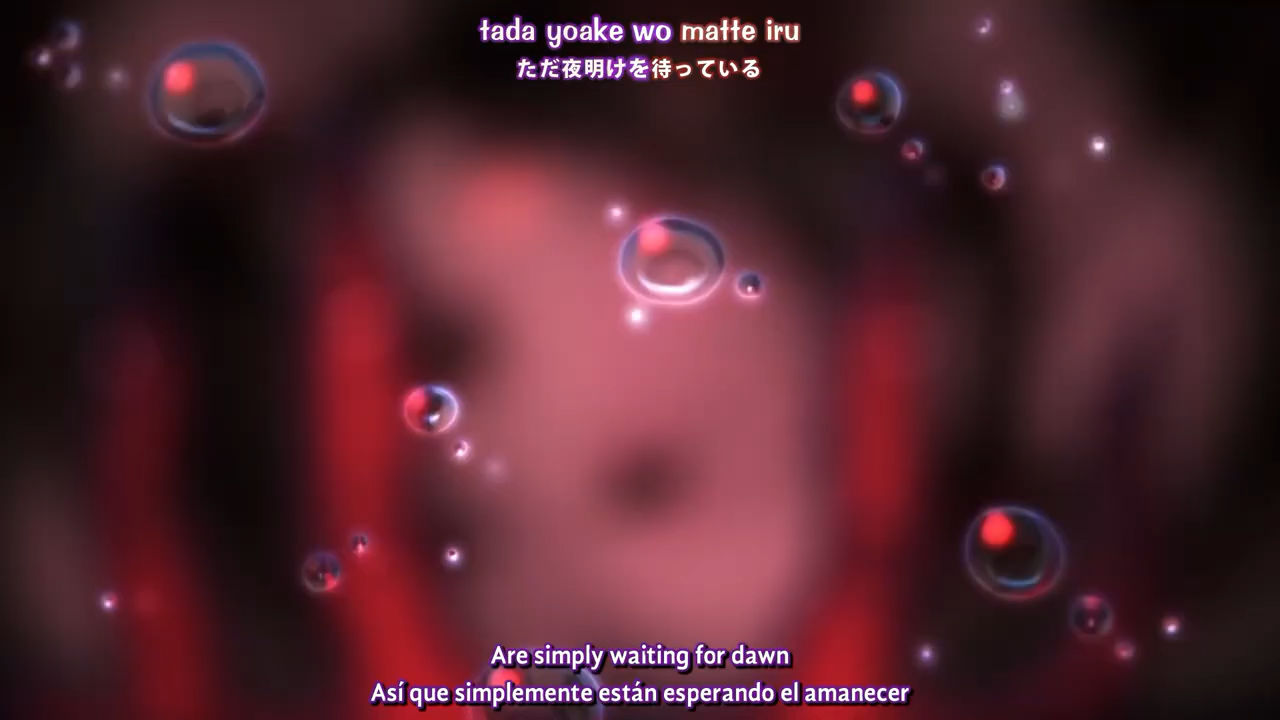 tada yoake wo matte iru
ただ夜明けを待っている
Are simply waiting for dawn
Así que simplemente están esperando el amanecer